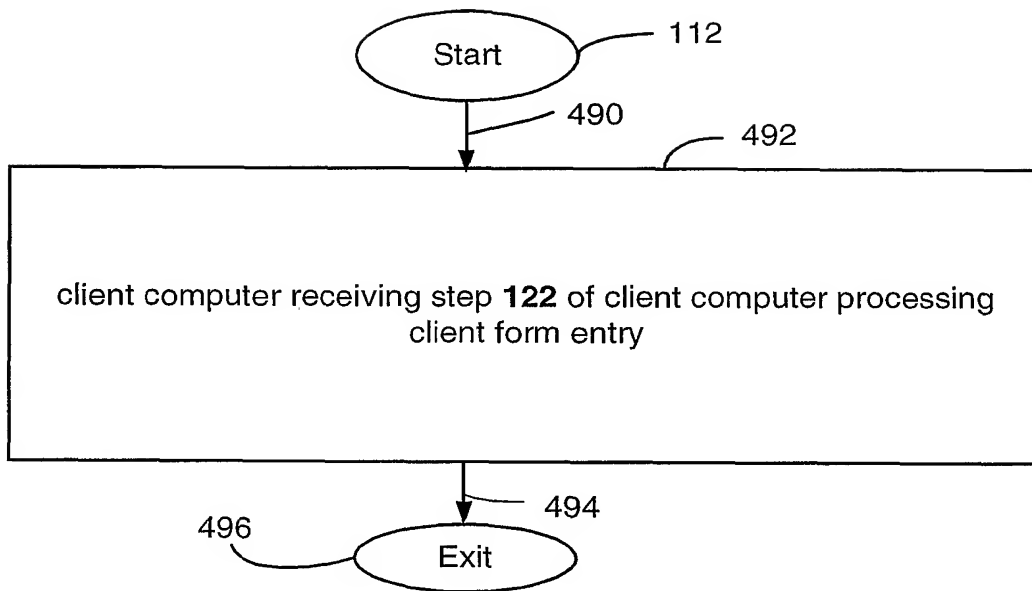 Start
112
490
492
client computer receiving step 122 of client computer processing
client form entry
494
496
Exit